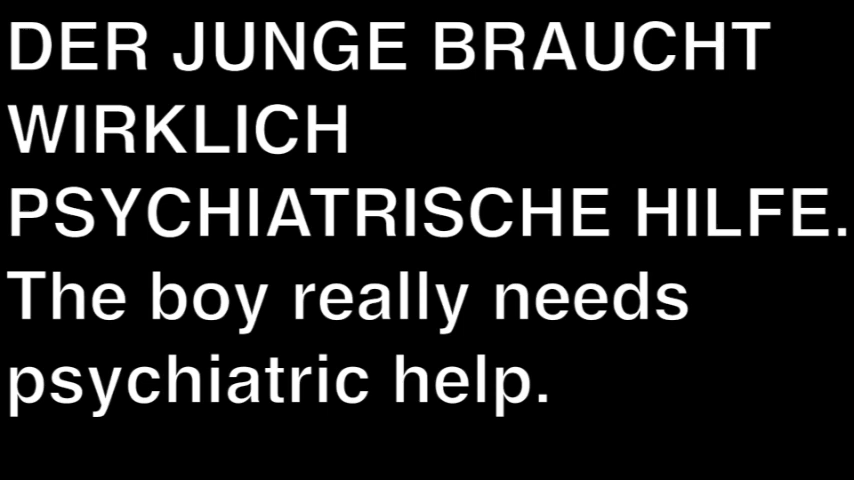 DER JUNGE BRAUCHT
WIRKLICH
PSYCHIATRISCHE HILFE.
The boy really needs
psychiatric help.